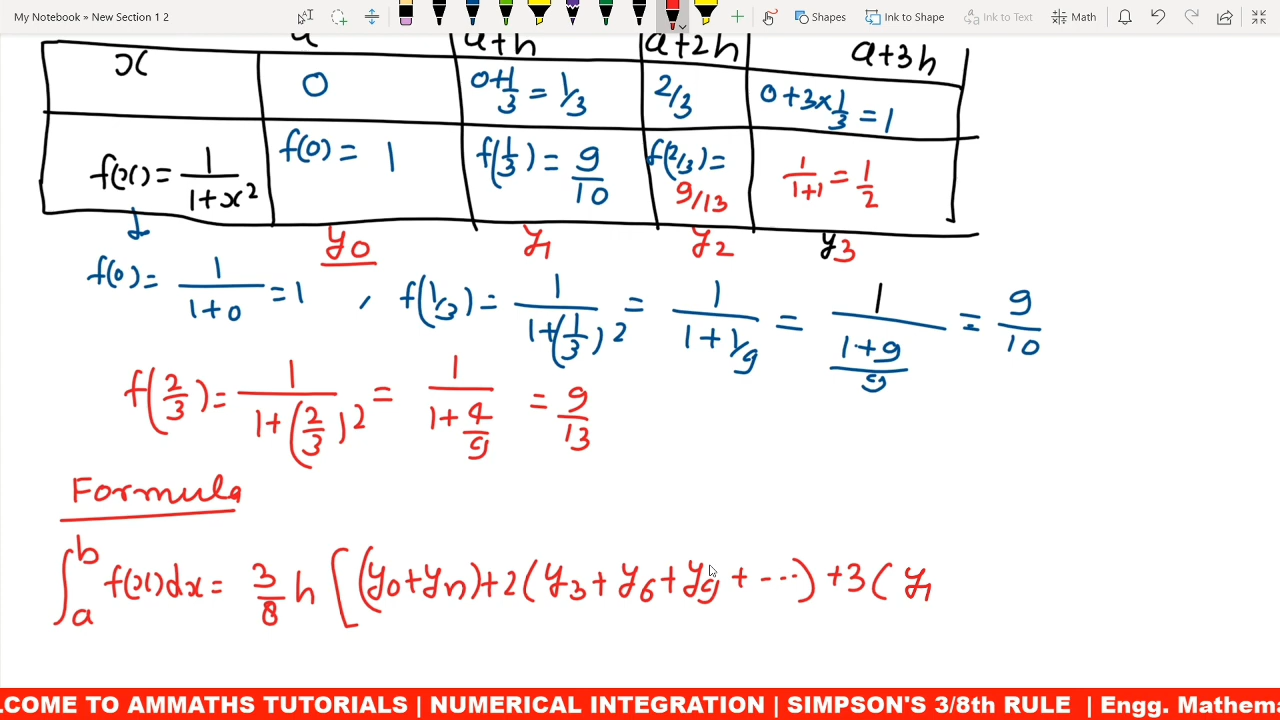 My Notebook » New Section 1 2
Shapes Ink to Shape Ink to Text Math
x a a+h a+2h a+3h
0 0+1/3 = 1/3 2/3 0+3×1/3 = 1
f(x) = 1/(1+x²) f(0) = 1 f(1/3) = 9/10 f(2/3) = 9/13 1/(1+1) = 1/2
y0 y1 y2 y3
f(0) = 1/(1+0) = 1 , f(1/3) = 1/(1+(1/3)2) = 1/(1+1/9) = 1/((1+9)/9) = 9/10
f(2/3) = 1/(1+(2/3)2) = 1/(1+4/9) = 9/13
Formula
∫ₐᵇ f(x)dx = 3/8 h [(y0+yn)+2(y3+y6+y9+---)+3(y1
LCOME TO AMMATHS TUTORIALS | NUMERICAL INTEGRATION | SIMPSON'S 3/8th RULE | Engg. Mathema